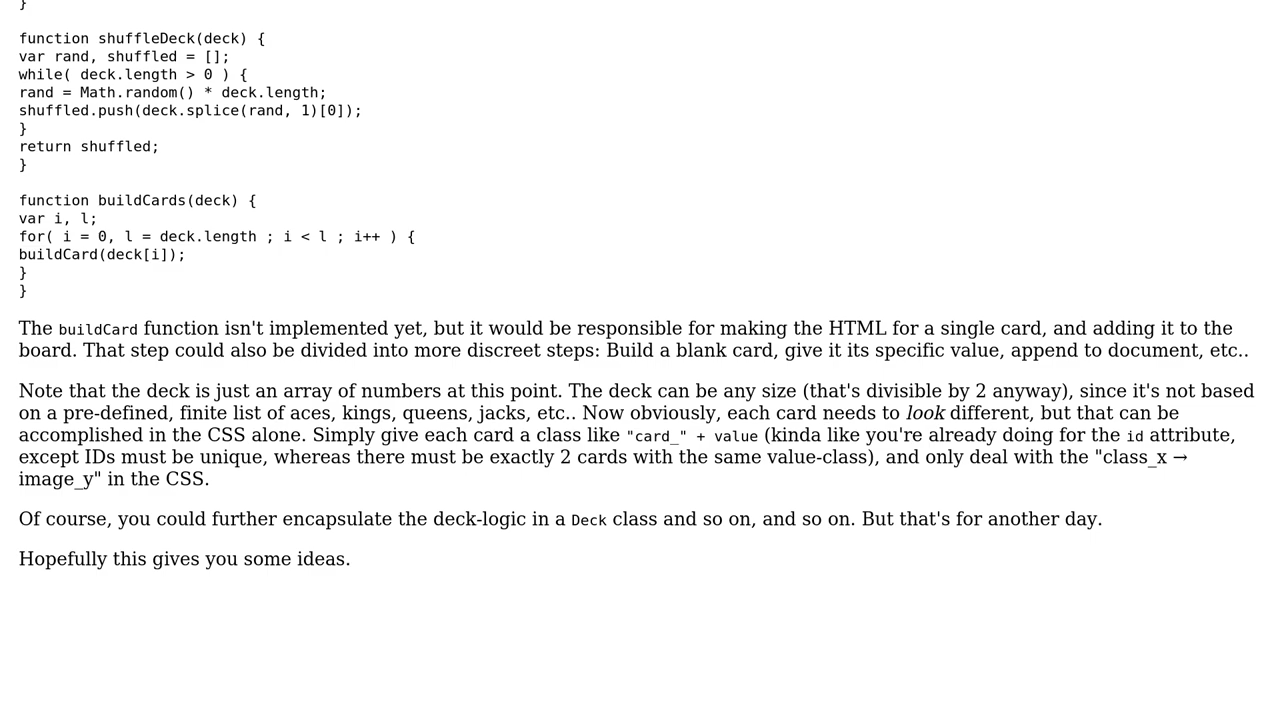 }
function shuffleDeck(deck) {
var rand, shuffled = [];
while( deck.length > 0 ) {
rand = Math.random() * deck.length;
shuffled.push(deck.splice(rand, 1)[0]);
}
return shuffled;
}
function buildCards(deck) {
var i, l;
for( i = 0, l = deck.length ; i < l ; i++ ) {
buildCard(deck[i]);
}
}
The buildCard function isn't implemented yet, but it would be responsible for making the HTML for a single card, and adding it to the
board. That step could also be divided into more discreet steps: Build a blank card, give it its specific value, append to document, etc..
Note that the deck is just an array of numbers at this point. The deck can be any size (that's divisible by 2 anyway), since it's not based
on a pre-defined, finite list of aces, kings, queens, jacks, etc.. Now obviously, each card needs to look different, but that can be
accomplished in the CSS alone. Simply give each card a class like "card_" + value (kinda like you're already doing for the id attribute,
except IDs must be unique, whereas there must be exactly 2 cards with the same value-class), and only deal with the "class_x →
image_y" in the CSS.
Of course, you could further encapsulate the deck-logic in a Deck class and so on, and so on. But that's for another day.
Hopefully this gives you some ideas.